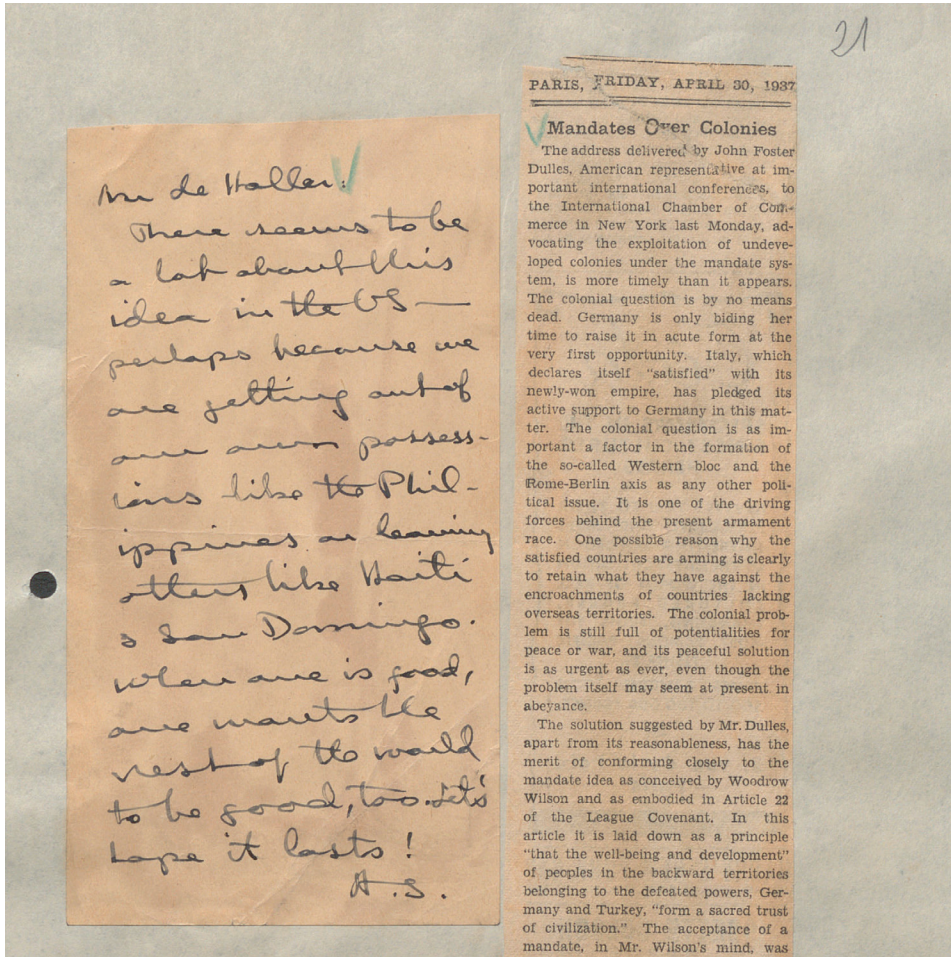 21
Mr de Haller:
There seems to be
a lot about this
idea in the US —
perhaps because we
are getting out of
our own possess-
ions like the Phil-
ippines or leaving
others like Haiti
& San Domingo.
When one is good,
one wants the
rest of the world
to be good, too. Let's
hope it lasts!
H.S.
PARIS, FRIDAY, APRIL 30, 1937
Mandates Over Colonies
The address delivered by John Foster
Dulles, American representative at im-
portant international conferences, to
the International Chamber of Com-
merce in New York last Monday, ad-
vocating the exploitation of undeve-
loped colonies under the mandate sys-
tem, is more timely than it appears.
The colonial question is by no means
dead. Germany is only biding her
time to raise it in acute form at the
very first opportunity. Italy, which
declares itself “satisfied” with its
newly-won empire, has pledged its
active support to Germany in this mat-
ter. The colonial question is as im-
portant a factor in the formation of
the so-called Western bloc and the
Rome-Berlin axis as any other poli-
tical issue. It is one of the driving
forces behind the present armament
race. One possible reason why the
satisfied countries are arming is clearly
to retain what they have against the
encroachments of countries lacking
overseas territories. The colonial prob-
lem is still full of potentialities for
peace or war, and its peaceful solution
is as urgent as ever, even though the
problem itself may seem at present in
abeyance.
The solution suggested by Mr. Dulles,
apart from its reasonableness, has the
merit of conforming closely to the
mandate idea as conceived by Woodrow
Wilson and as embodied in Article 22
of the League Covenant. In this
article it is laid down as a principle
“that the well-being and development”
of peoples in the backward territories
belonging to the defeated powers, Ger-
many and Turkey, “form a sacred trust
of civilization.” The acceptance of a
mandate, in Mr. Wilson's mind, was